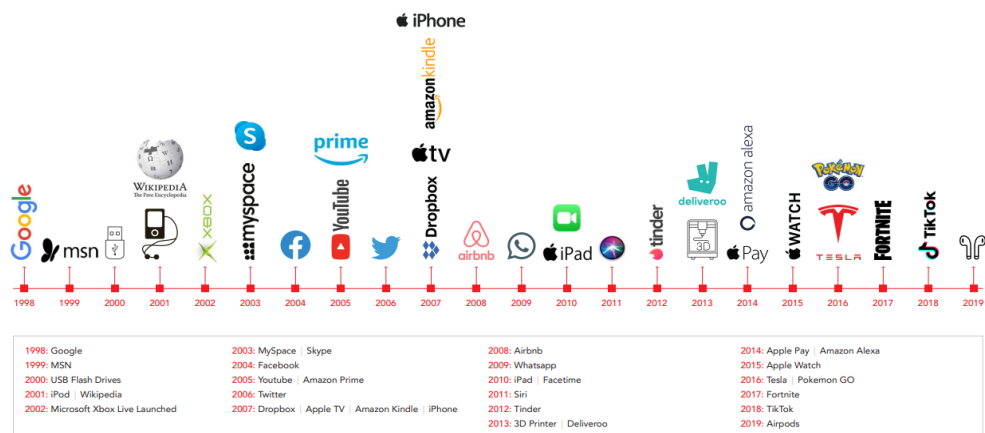 iPhone
amazonkindle
S
prime
tv
WIKIPEDIA
The Free Encyclopedia
:::myspace
YouTube
Dropbox
deliveroo
amazon alexa
POKÉMON
GO
Google
msn
XBOX
airbnb
iPad
tinder
3D
Pay
WATCH
TESLA
FORTNITE
TikTok
1998 1999 2000 2001 2002 2003 2004 2005 2006 2007 2008 2009 2010 2011 2012 2013 2014 2015 2016 2017 2018 2019
1998: Google
1999: MSN
2000: USB Flash Drives
2001: iPod | Wikipedia
2002: Microsoft Xbox Live Launched
2003: MySpace | Skype
2004: Facebook
2005: Youtube | Amazon Prime
2006: Twitter
2007: Dropbox | Apple TV | Amazon Kindle | iPhone
2008: Airbnb
2009: Whatsapp
2010: iPad | Facetime
2011: Siri
2012: Tinder
2013: 3D Printer | Deliveroo
2014: Apple Pay | Amazon Alexa
2015: Apple Watch
2016: Tesla | Pokemon GO
2017: Fortnite
2018: TikTok
2019: Airpods